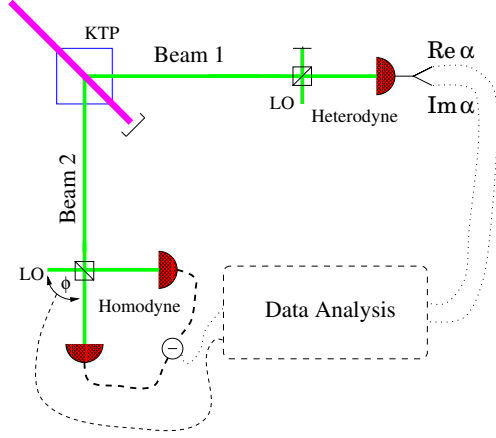 KTP
Beam 1
Re α
Im α
LO
Heterodyne
Beam 2
LO
ϕ
Homodyne
−
Data Analysis